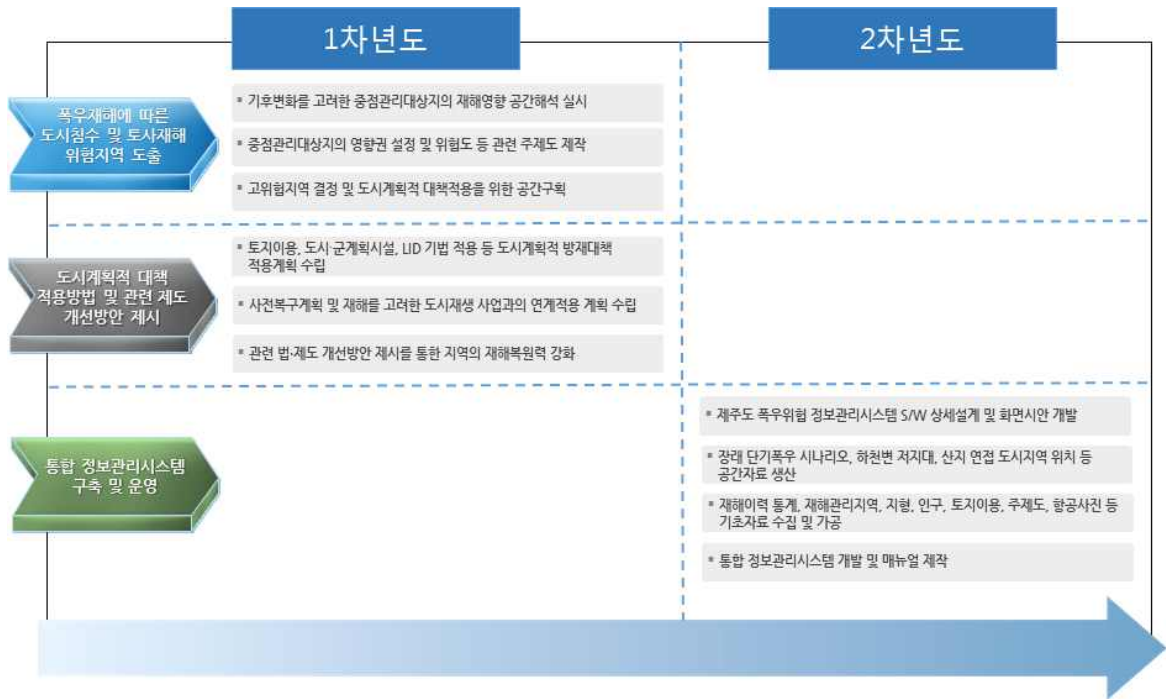 1차년도
2차년도
폭우재해에 따른
도시침수 및 토사재해
위험지역 도출
▪ 기후변화를 고려한 중점관리대상지의 재해영향 공간해석 실시
▪ 중점관리대상지의 영향권 설정 및 위험도 등 관련 주제도 제작
▪ 고위험지역 결정 및 도시계획적 대책적용을 위한 공간구획
도시계획적 대책
적용방법 및 관련 제도
개선방안 제시
▪ 토지이용, 도시·군계획시설, LID 기법 적용 등 도시계획적 방재대책
적용계획 수립
▪ 사전복구계획 및 재해를 고려한 도시재생 사업과의 연계적용 계획 수립
▪ 관련 법·제도 개선방안 제시를 통한 지역의 재해복원력 강화
통합 정보관리시스템
구축 및 운영
▪ 제주도 폭우위험 정보관리시스템 S/W 상세설계 및 화면시안 개발
▪ 장래 단기폭우 시나리오, 하천변 저지대, 산지 연접 도시지역 위치 등
공간자료 생산
▪ 재해이력 통계, 재해관리지역, 지형, 인구, 토지이용, 주제도, 항공사진 등
기초자료 수집 및 가공
▪ 통합 정보관리시스템 개발 및 매뉴얼 제작